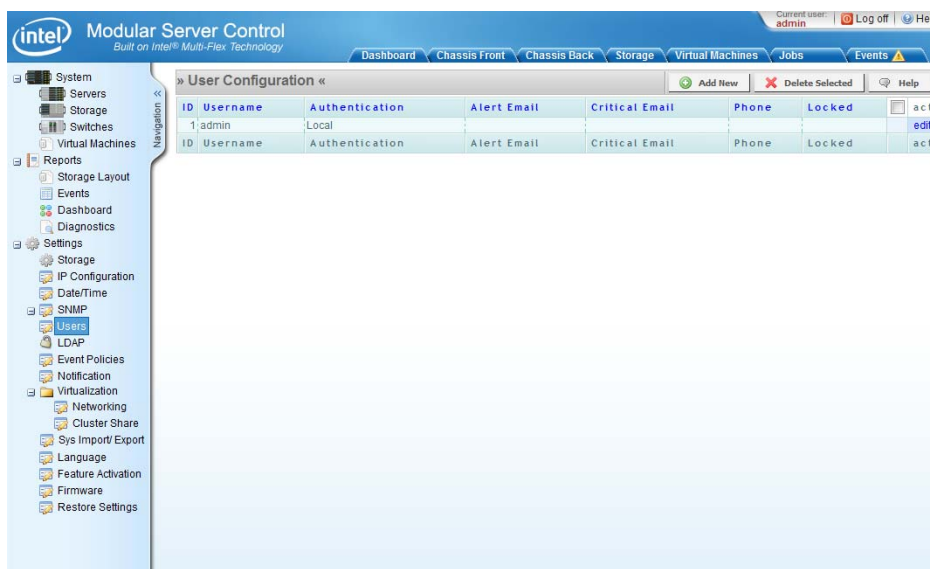 intel
Modular Server Control
Built on Intel® Multi-Flex Technology
Current user:
admin
Log off
He
Dashboard
Chassis Front
Chassis Back
Storage
Virtual Machines
Jobs
Events
System
Servers
Storage
Switches
Virtual Machines
Reports
Storage Layout
Events
Dashboard
Diagnostics
Settings
Storage
IP Configuration
Date/Time
SNMP
Users
LDAP
Event Policies
Notification
Virtualization
Networking
Cluster Share
Sys Import/ Export
Language
Feature Activation
Firmware
Restore Settings
«
Navigation
» User Configuration «
Add New
Delete Selected
Help
ID Username Authentication Alert Email Critical Email Phone Locked act
1 admin Local edit
ID Username Authentication Alert Email Critical Email Phone Locked act